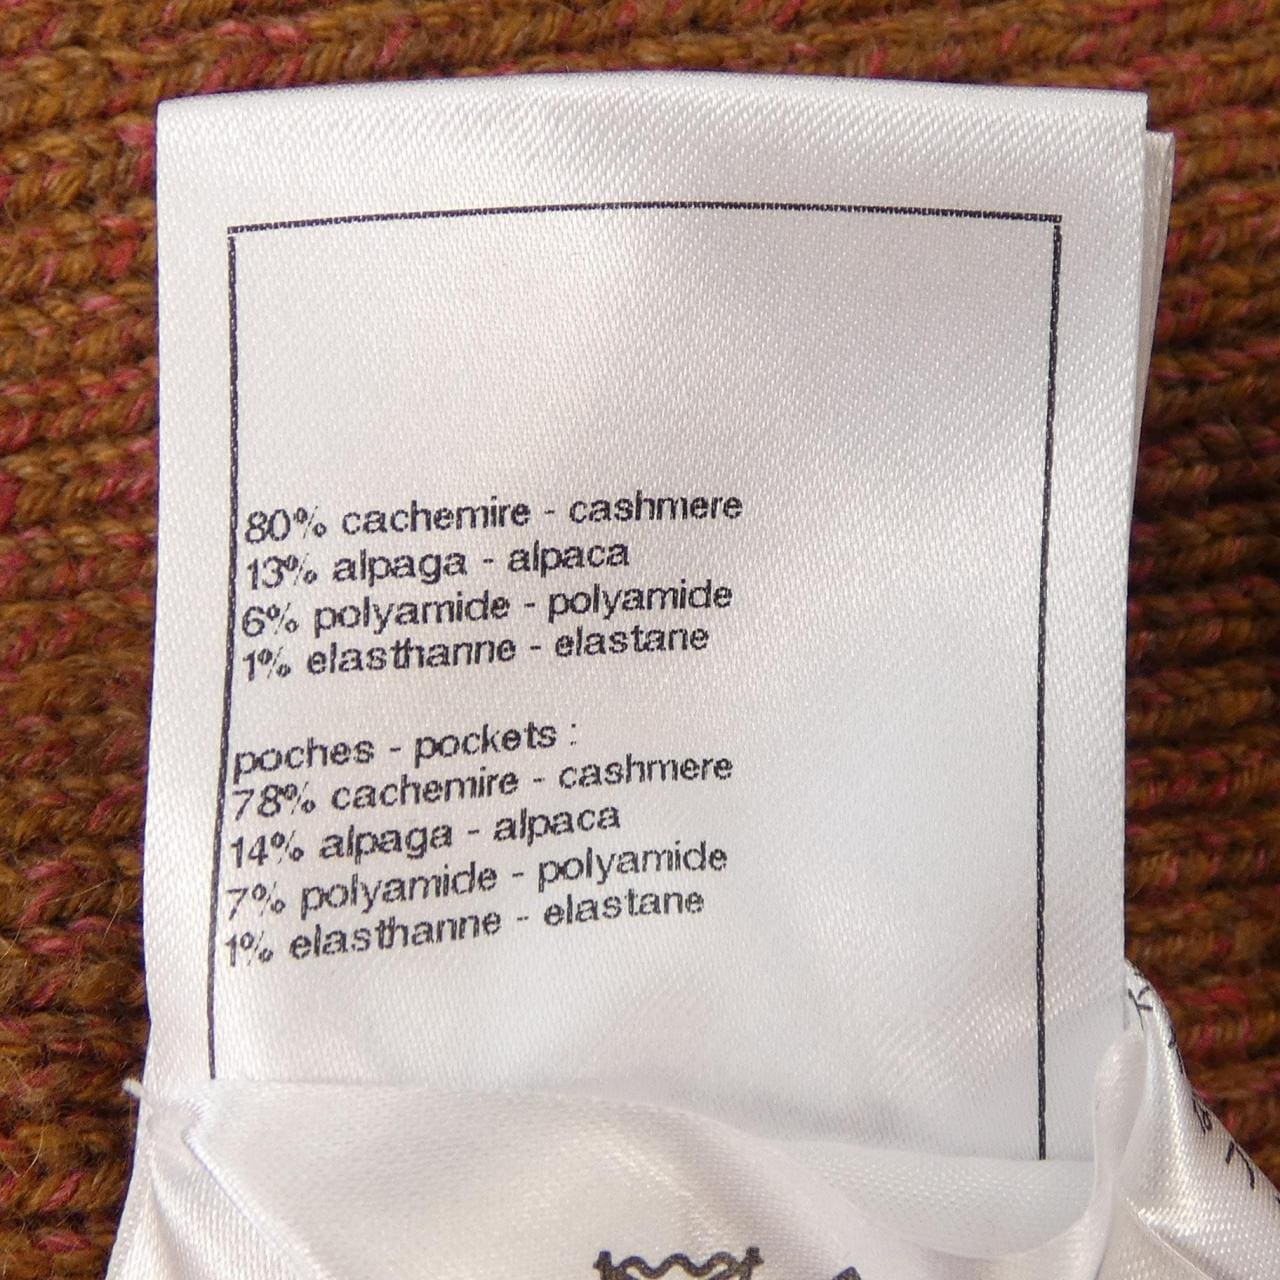 80% cachemire - cashmere
13% alpaga - alpaca
6% polyamide - polyamide
1% elasthanne - elastane
poches - pockets :
78% cachemire - cashmere
14% alpaga - alpaca
7% polyamide - polyamide
1% elasthanne - elastane